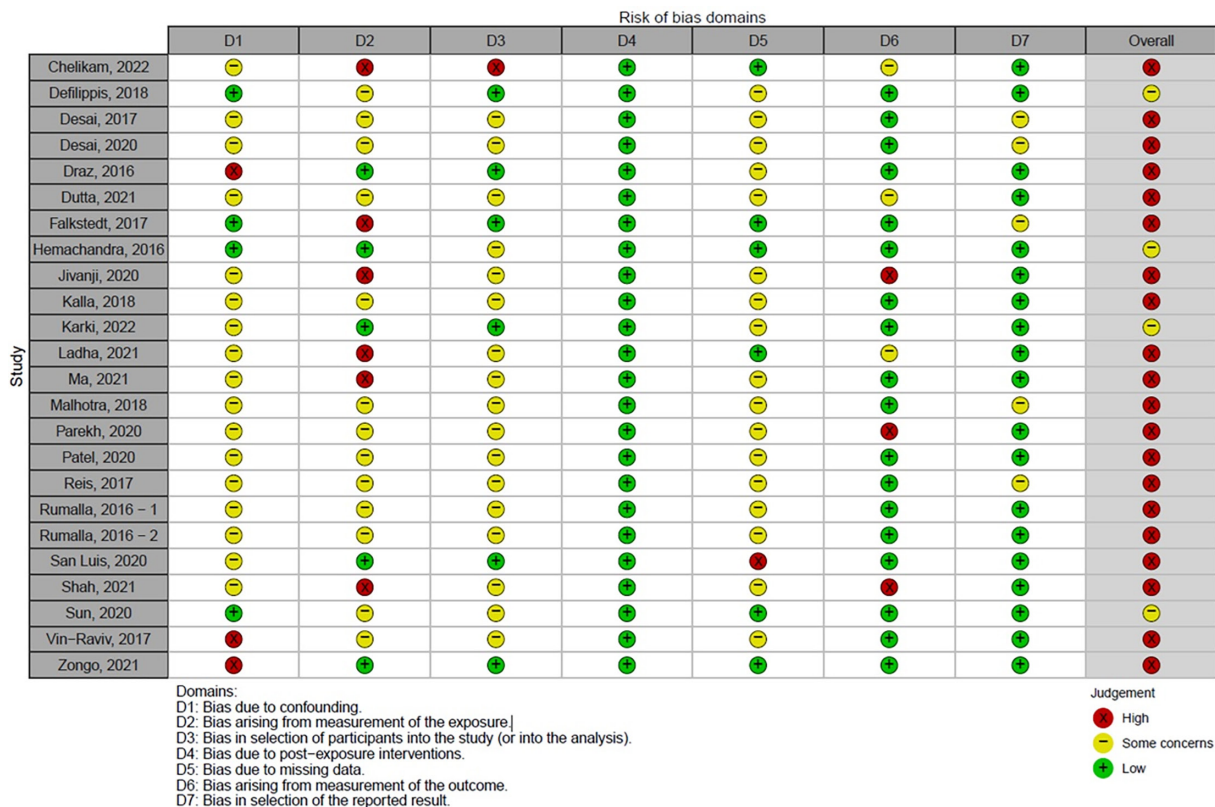 Risk of bias domains
D1 D2 D3 D4 D5 D6 D7 Overall
Study
Chelikam, 2022 − X X + + − + X
Defilippis, 2018 + − + + − + + −
Desai, 2017 − − − + − + − X
Desai, 2020 − − − + − + − X
Draz, 2016 X + + + − + + X
Dutta, 2021 − − − + − − + X
Falkstedt, 2017 + X + + + + − X
Hemachandra, 2016 + + − + + + + −
Jivanji, 2020 − X − + − X + X
Kalla, 2018 − − − + − + + X
Karki, 2022 − + + + − + + −
Ladha, 2021 − X − + + − + X
Ma, 2021 − X − + − + + X
Malhotra, 2018 − − − + − + − X
Parekh, 2020 − − − + − X + X
Patel, 2020 − − − + − + + X
Reis, 2017 − − − + − + − X
Rumalla, 2016 − 1 − − − + − + + X
Rumalla, 2016 − 2 − − − + − + + X
San Luis, 2020 − + + + X + + X
Shah, 2021 − X − + − X + X
Sun, 2020 + − − + + + + −
Vin−Raviv, 2017 X − − + − + + X
Zongo, 2021 X + + + + + + X
Domains:
D1: Bias due to confounding.
D2: Bias arising from measurement of the exposure.
D3: Bias in selection of participants into the study (or into the analysis).
D4: Bias due to post−exposure interventions.
D5: Bias due to missing data.
D6: Bias arising from measurement of the outcome.
D7: Bias in selection of the reported result.
Judgement
X High
− Some concerns
+ Low